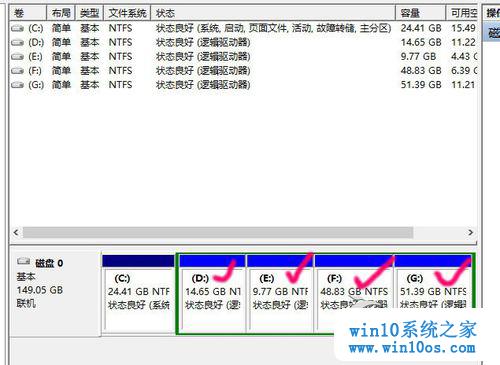 卷 布局 类型 文件系统 状态 容量 可用空 操作
(C:) 简单 基本 NTFS 状态良好 (系统, 启动, 页面文件, 活动, 故障转储, 主分区) 24.41 GB 15.49
(D:) 简单 基本 NTFS 状态良好 (逻辑驱动器) 14.65 GB 11.22
(E:) 简单 基本 NTFS 状态良好 (逻辑驱动器) 9.77 GB 4.43 G
(F:) 简单 基本 NTFS 状态良好 (逻辑驱动器) 48.83 GB 6.39 G
(G:) 简单 基本 NTFS 状态良好 (逻辑驱动器) 51.39 GB 11.21
磁盘 0
基本
149.05 GB
联机
(C:)
24.41 GB NTF
状态良好 (系统
(D:)
14.65 GB NT
状态良好 (逻
(E:)
9.77 GB NTF
状态良好 (逻
(F:)
48.83 GB NTFS
状态良好 (逻辑
(G:)
51.39 GB NTFS
状态良好 (逻辑
win10系统之家
www.win10os.com